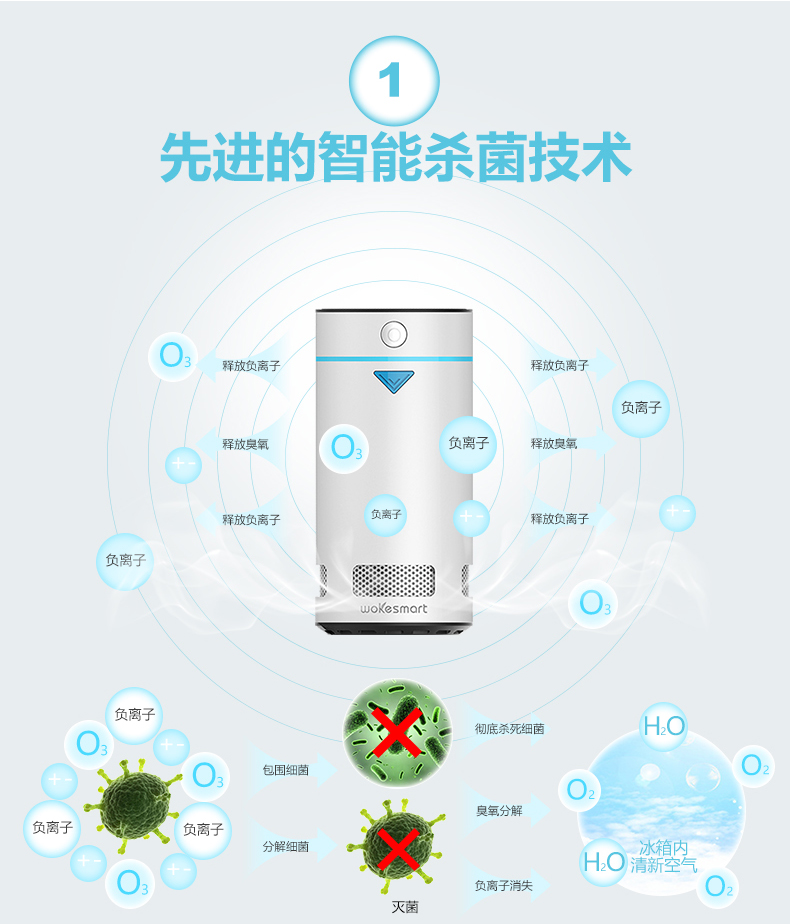 1
先进的智能杀菌技术
O3
释放负离子
释放负离子
负离子
释放臭氧
O3
负离子
释放臭氧
+-
释放负离子
负离子
+-
释放负离子
+-
负离子
O3
woKesmart
负离子
O3
+-
O3
+-
负离子
负离子
+-
+-
O3
包围细菌
分解细菌
灭菌
彻底杀死细菌
臭氧分解
负离子消失
H2O
O2
O2
冰箱内
H2O
清新空气
O2